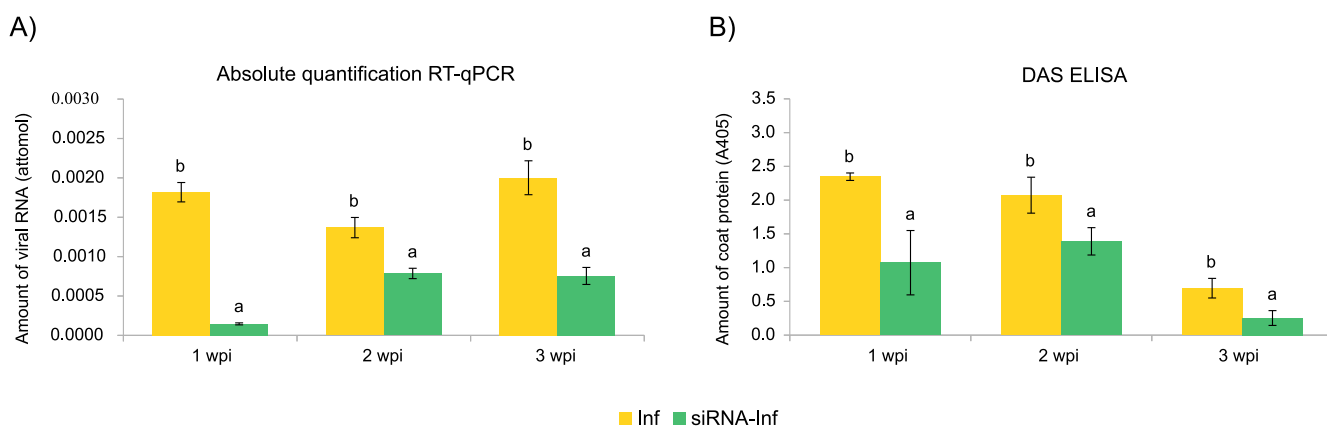 A)
Absolute quantification RT-qPCR
Amount of viral RNA (attomol)
0.0030
0.0025
0.0020
0.0015
0.0010
0.0005
0.0000
b
a
b
a
b
a
1 wpi
2 wpi
3 wpi
B)
DAS ELISA
Amount of coat protein (A405)
3.5
3.0
2.5
2.0
1.5
1.0
0.5
0.0
b
a
b
a
b
a
1 wpi
2 wpi
3 wpi
Inf
siRNA-Inf